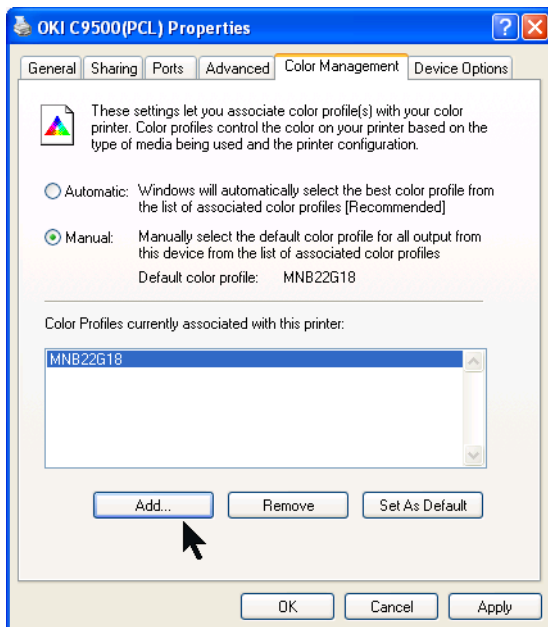 OKI C9500(PCL) Properties
General Sharing Ports Advanced Color Management Device Options
These settings let you associate color profile(s) with your color
printer. Color profiles control the color on your printer based on the
type of media being used and the printer configuration.
Automatic: Windows will automatically select the best color profile from
the list of associated color profiles [Recommended]
Manual: Manually select the default color profile for all output from
this device from the list of associated color profiles
Default color profile: MNB22G18
Color Profiles currently associated with this printer:
MNB22G18
Add... Remove Set As Default
OK Cancel Apply